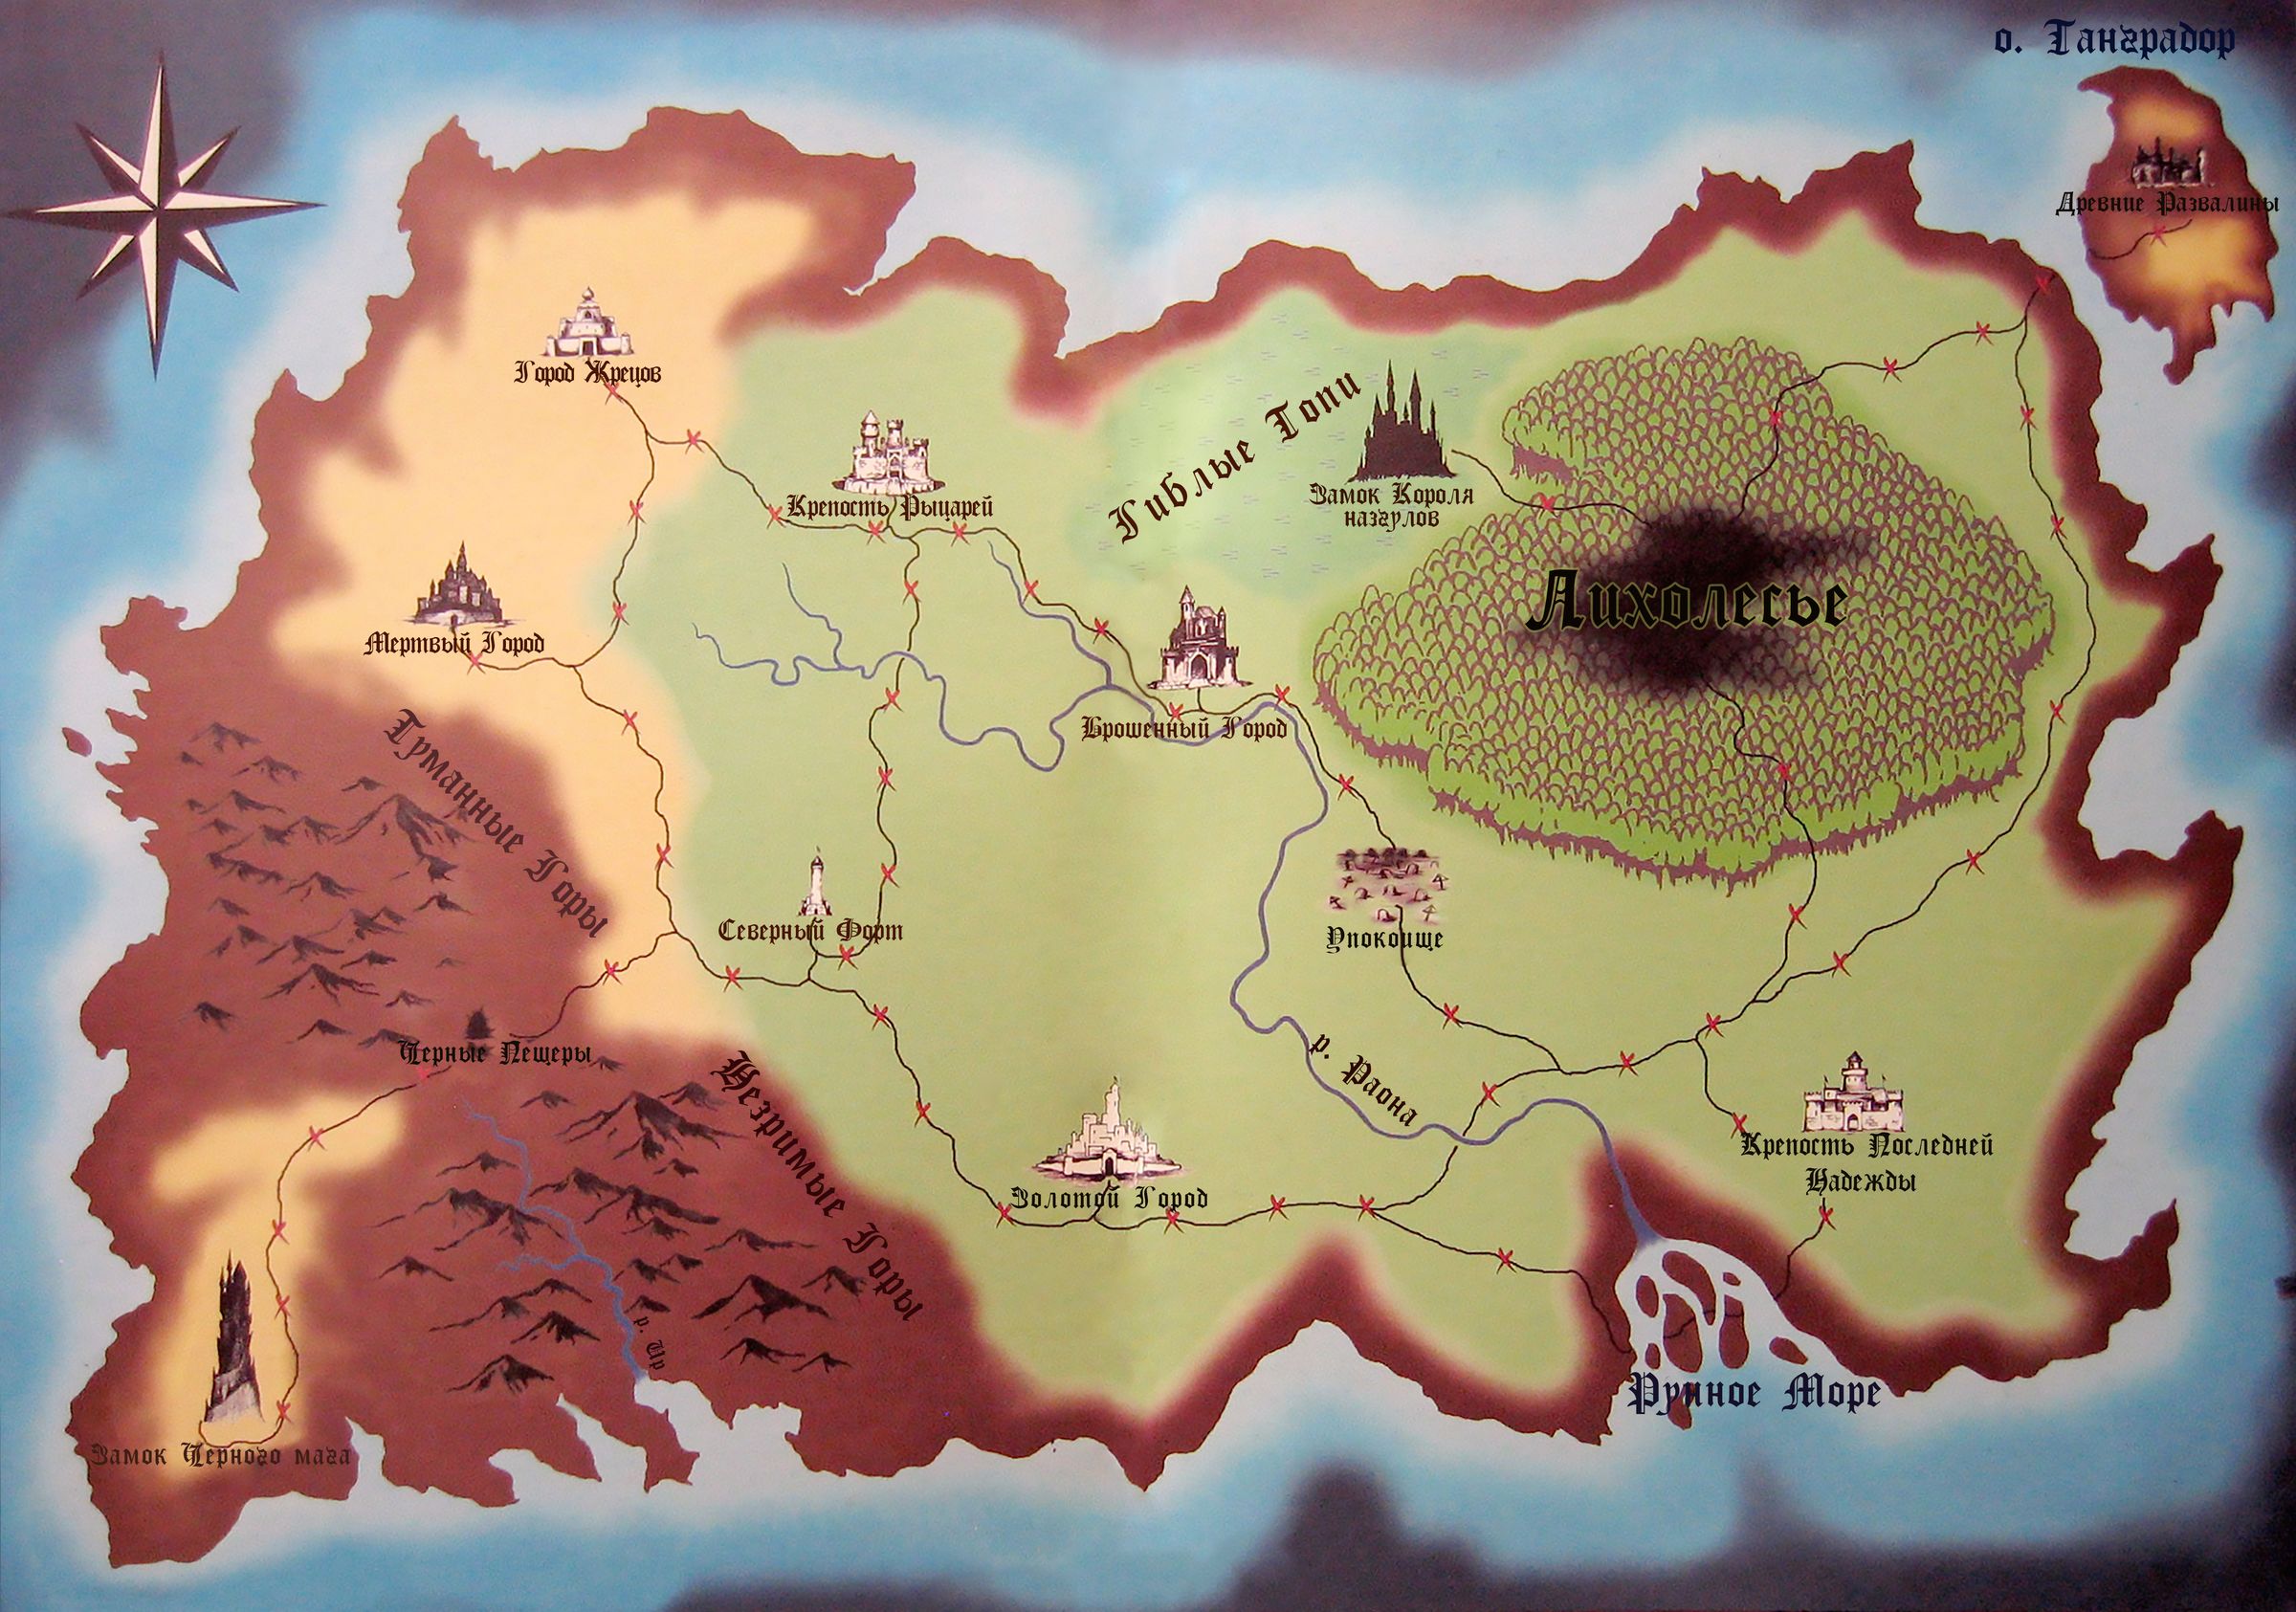 о. Танградор
Древние Развалины
Город Жрецов
Крепость Рыцарей
Гиблые Топи
Замок Короля
назгулов
Лихолесье
Мертвый Город
Брошенный Город
Туманные Горы
Северный Форт
Упокоище
Черные Пещеры
Незримые Горы
р. Раона
Крепость Последней
Надежды
Золотой Город
р. Ир
Рунное Море
Замок Черного мага